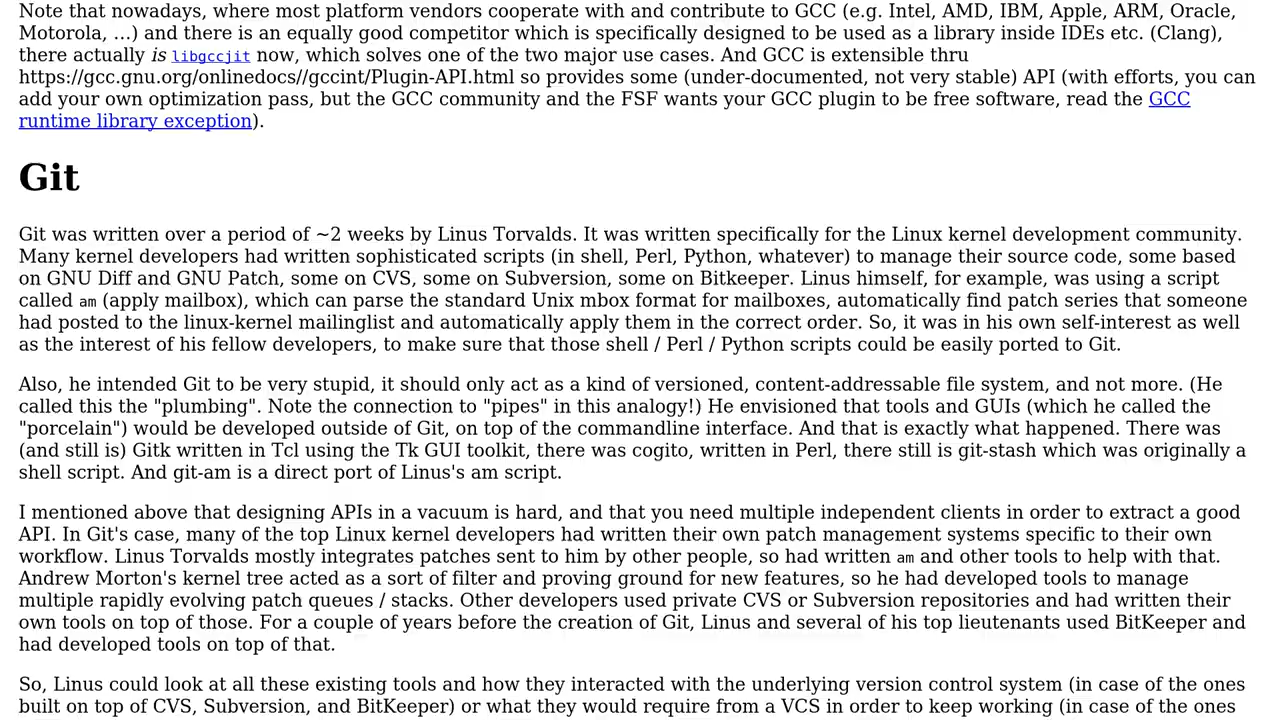 Note that nowadays, where most platform vendors cooperate with and contribute to GCC (e.g. Intel, AMD, IBM, Apple, ARM, Oracle,
Motorola, ...) and there is an equally good competitor which is specifically designed to be used as a library inside IDEs etc. (Clang),
there actually is libgccjit now, which solves one of the two major use cases. And GCC is extensible thru
https://gcc.gnu.org/onlinedocs//gccint/Plugin-API.html so provides some (under-documented, not very stable) API (with efforts, you can
add your own optimization pass, but the GCC community and the FSF wants your GCC plugin to be free software, read the GCC
runtime library exception).
Git
Git was written over a period of ~2 weeks by Linus Torvalds. It was written specifically for the Linux kernel development community.
Many kernel developers had written sophisticated scripts (in shell, Perl, Python, whatever) to manage their source code, some based
on GNU Diff and GNU Patch, some on CVS, some on Subversion, some on Bitkeeper. Linus himself, for example, was using a script
called am (apply mailbox), which can parse the standard Unix mbox format for mailboxes, automatically find patch series that someone
had posted to the linux-kernel mailinglist and automatically apply them in the correct order. So, it was in his own self-interest as well
as the interest of his fellow developers, to make sure that those shell / Perl / Python scripts could be easily ported to Git.
Also, he intended Git to be very stupid, it should only act as a kind of versioned, content-addressable file system, and not more. (He
called this the "plumbing". Note the connection to "pipes" in this analogy!) He envisioned that tools and GUIs (which he called the
"porcelain") would be developed outside of Git, on top of the commandline interface. And that is exactly what happened. There was
(and still is) Gitk written in Tcl using the Tk GUI toolkit, there was cogito, written in Perl, there still is git-stash which was originally a
shell script. And git-am is a direct port of Linus's am script.
I mentioned above that designing APIs in a vacuum is hard, and that you need multiple independent clients in order to extract a good
API. In Git's case, many of the top Linux kernel developers had written their own patch management systems specific to their own
workflow. Linus Torvalds mostly integrates patches sent to him by other people, so had written am and other tools to help with that.
Andrew Morton's kernel tree acted as a sort of filter and proving ground for new features, so he had developed tools to manage
multiple rapidly evolving patch queues / stacks. Other developers used private CVS or Subversion repositories and had written their
own tools on top of those. For a couple of years before the creation of Git, Linus and several of his top lieutenants used BitKeeper and
had developed tools on top of that.
So, Linus could look at all these existing tools and how they interacted with the underlying version control system (in case of the ones
built on top of CVS, Subversion, and BitKeeper) or what they would require from a VCS in order to keep working (in case of the ones